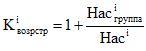 K^i_возрстр = 1 + Нас^i_группа / Нас^i